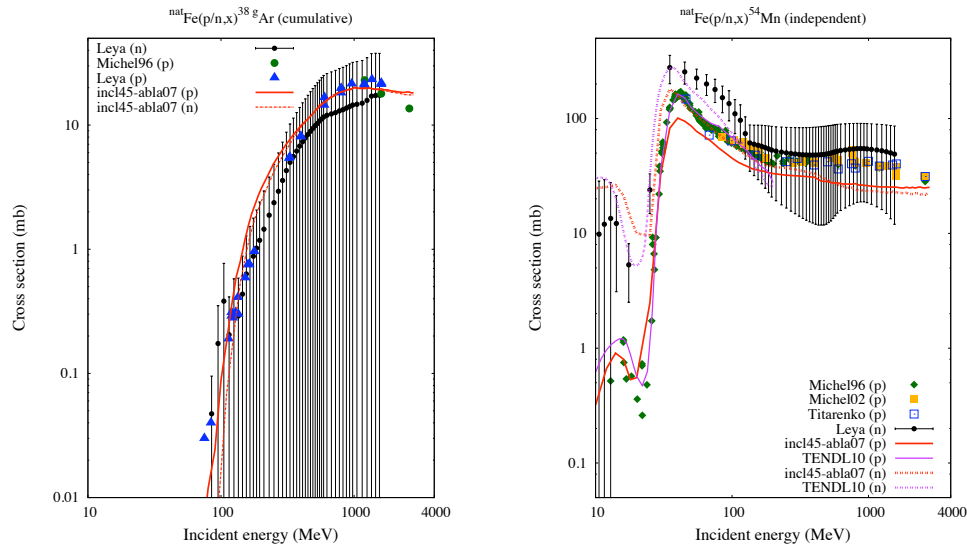 natFe(p/n,x)38 gAr (cumulative)
Leya (n)
Michel96 (p)
Leya (p)
incl45-abla07 (p)
incl45-abla07 (n)
Cross section (mb)
10
1
0.1
0.01
10
100
1000
4000
Incident energy (MeV)
natFe(p/n,x)54Mn (independent)
Cross section (mb)
100
10
1
0.1
Michel96 (p)
Michel02 (p)
Titarenko (p)
Leya (n)
incl45-abla07 (p)
TENDL10 (p)
incl45-abla07 (n)
TENDL10 (n)
10
100
1000
4000
Incident energy (MeV)